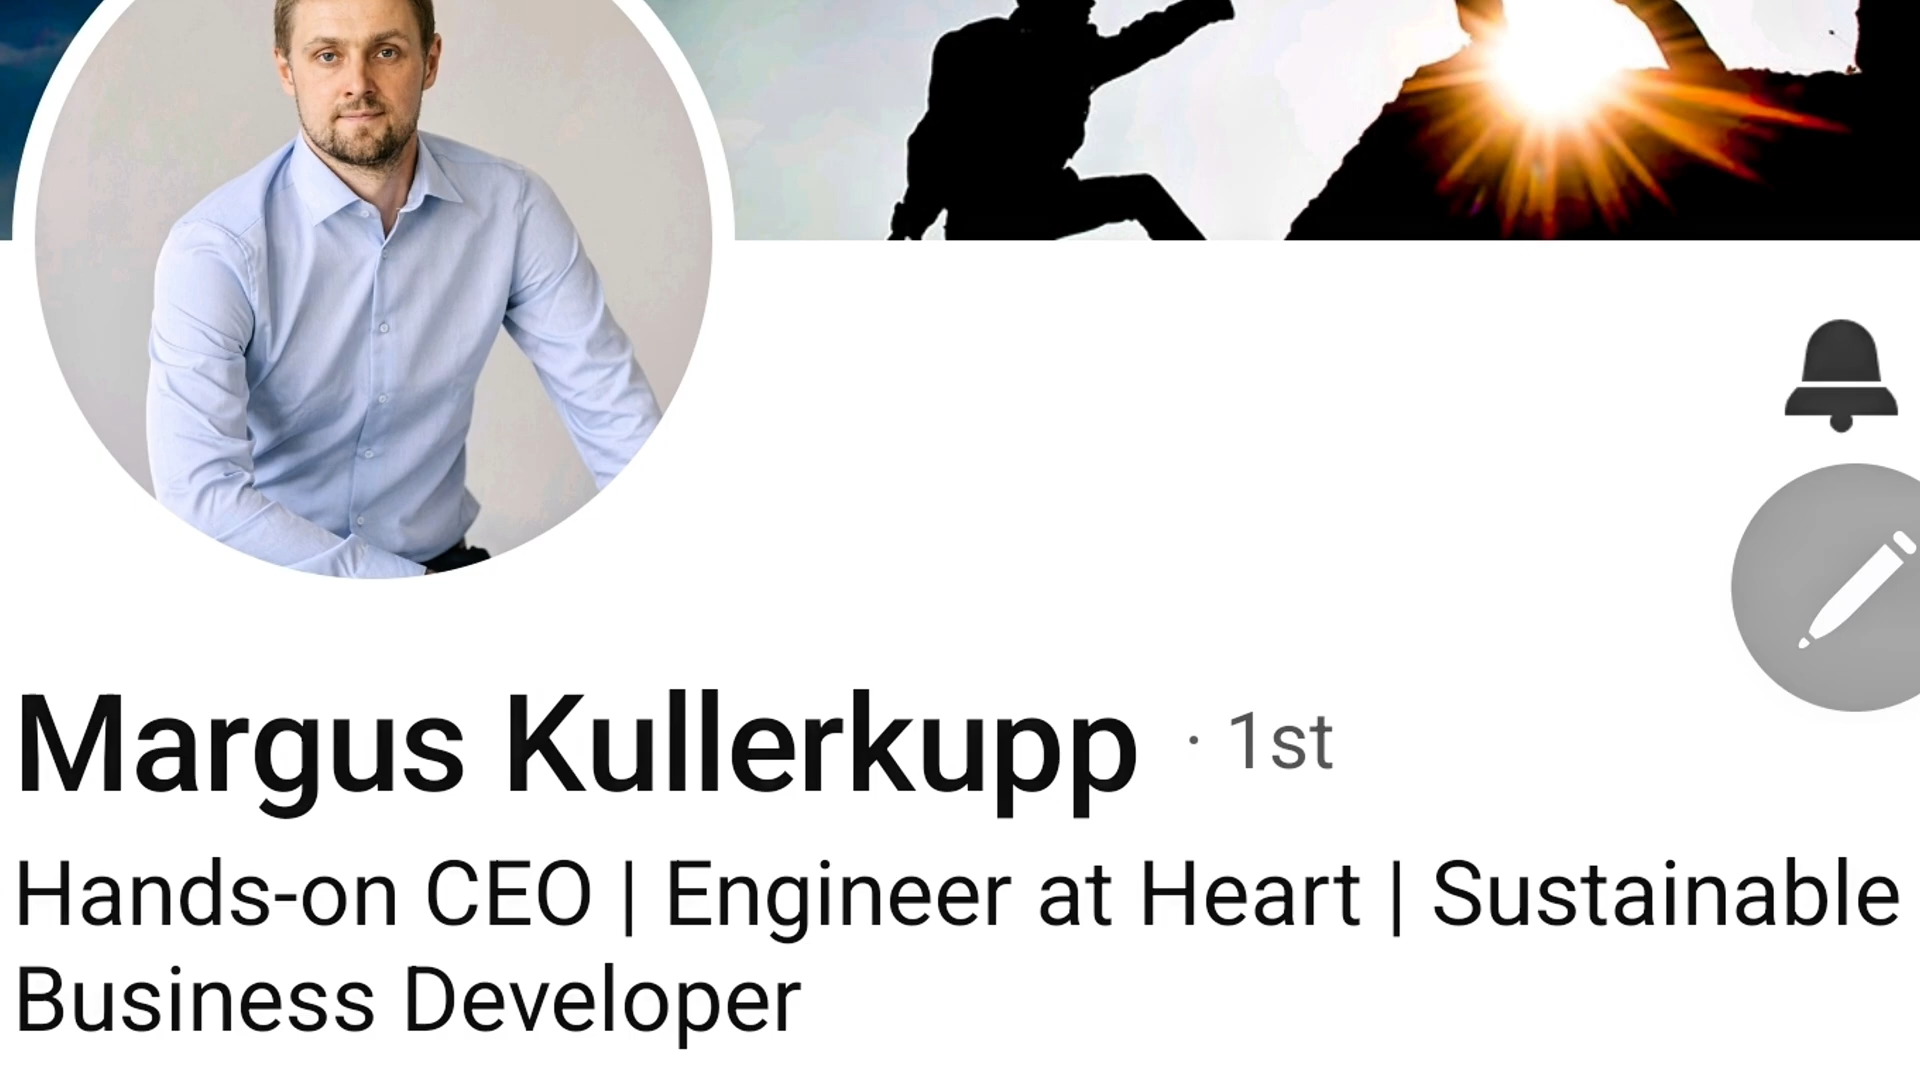 Margus Kullerkupp · 1st
Hands-on CEO | Engineer at Heart | Sustainable
Business Developer